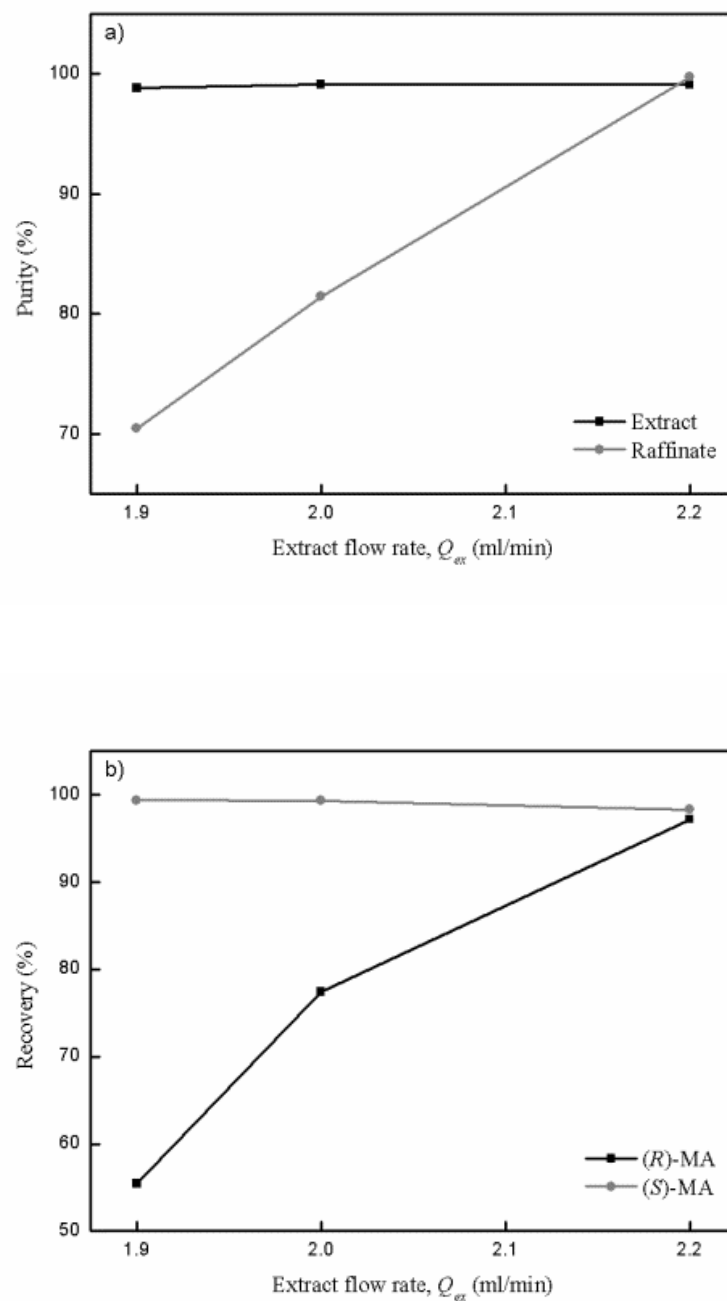 a)
100
90
80
70
Purity (%)
Extract
Raffinate
1.9
2.0
2.1
2.2
Extract flow rate, Qex (ml/min)
b)
100
90
80
70
60
50
Recovery (%)
(R)-MA
(S)-MA
1.9
2.0
2.1
2.2
Extract flow rate, Qex (ml/min)